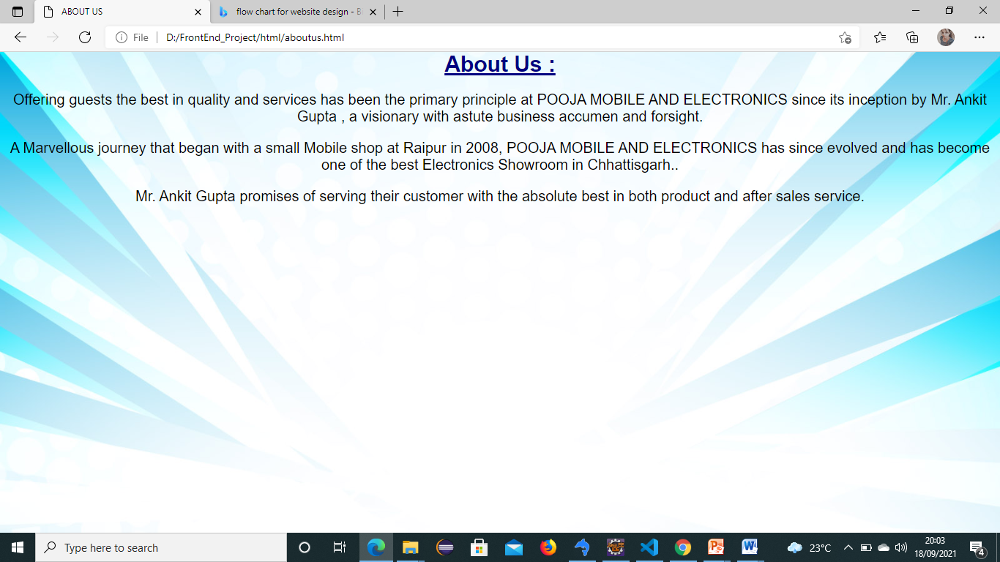 ABOUT US
flow chart for website design - B
File
D:/FrontEnd_Project/html/aboutus.html
About Us :
Offering guests the best in quality and services has been the primary principle at POOJA MOBILE AND ELECTRONICS since its inception by Mr. Ankit
Gupta , a visionary with astute business accumen and forsight.
A Marvellous journey that began with a small Mobile shop at Raipur in 2008, POOJA MOBILE AND ELECTRONICS has since evolved and has become
one of the best Electronics Showroom in Chhattisgarh..
Mr. Ankit Gupta promises of serving their customer with the absolute best in both product and after sales service.
Type here to search
23°C
20:03
18/09/2021
4